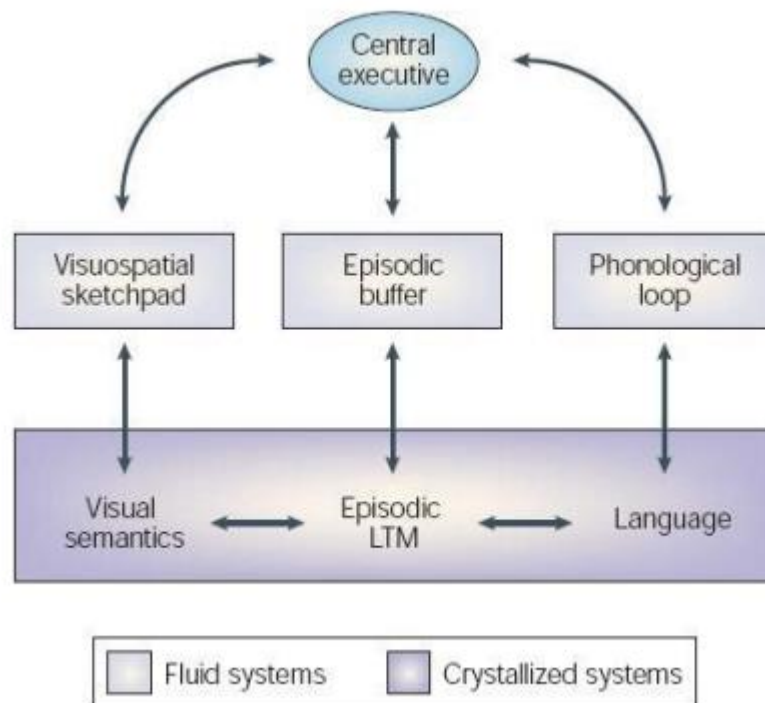 Central
executive
Visuospatial
sketchpad
Episodic
buffer
Phonological
loop
Visual
semantics
Episodic
LTM
Language
Fluid systems
Crystallized systems